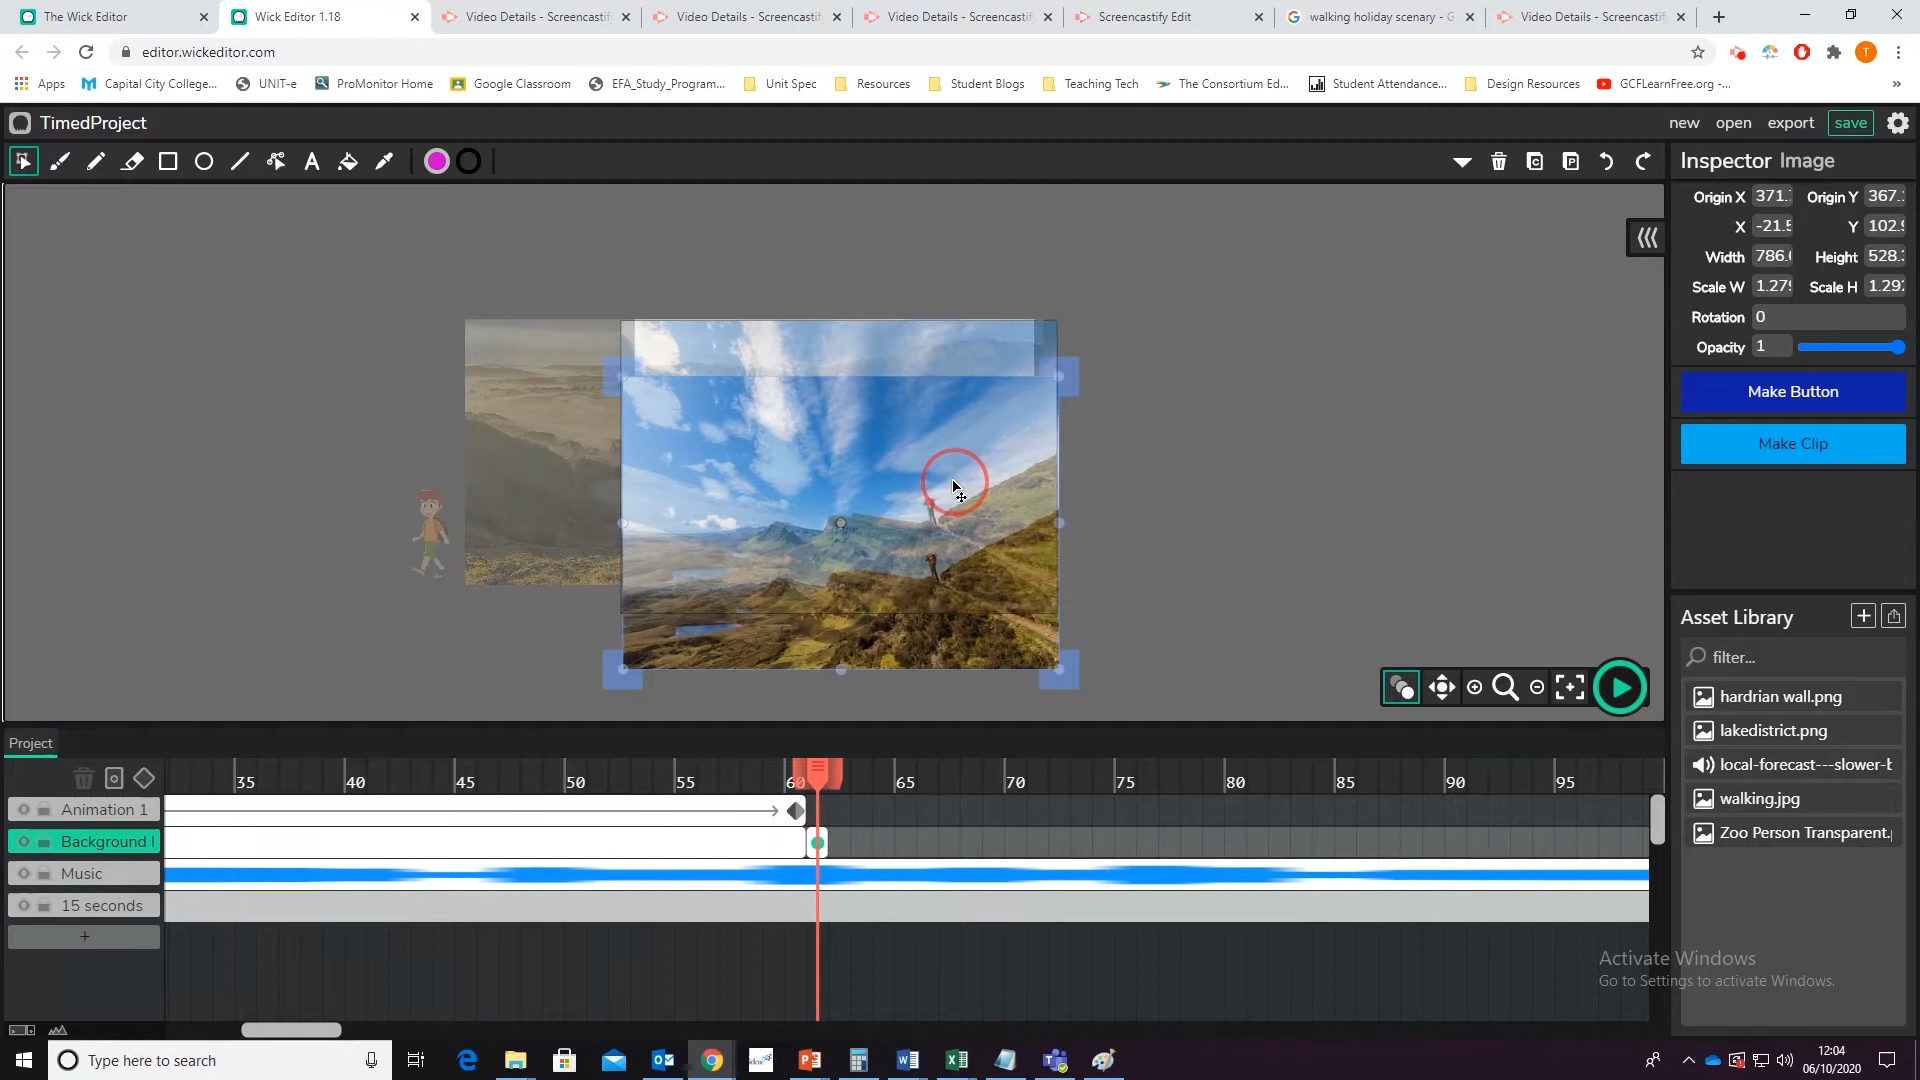 The Wick Editor
Wick Editor 1.18
Video Details - Screencastif
Video Details - Screencastif
Video Details - Screencastif
Screencastify Edit
walking holiday scenary - G
Video Details - Screencastif
editor.wickeditor.com
Apps
Capital City College...
UNIT-e
ProMonitor Home
Google Classroom
EFA_Study_Program...
Unit Spec
Resources
Student Blogs
Teaching Tech
The Consortium Ed...
Student Attendance...
Design Resources
GCFLearnFree.org -...
»
TimedProject
new open export save
Inspector Image
Origin X 371.
Origin Y 367.
X -21.5
Y 102.9
Width 786.
Height 528.
Scale W 1.279
Scale H 1.292
Rotation 0
Opacity 1
Make Button
Make Clip
Asset Library
filter...
hardrian wall.png
lakedistrict.png
local-forecast---slower-b
walking.jpg
Zoo Person Transparent.p
Project
35 40 45 50 55 60 65 70 75 80 85 90 95
Animation 1
Background I
Music
15 seconds
+
Activate Windows
Go to Settings to activate Windows.
Type here to search
12:04
06/10/2020